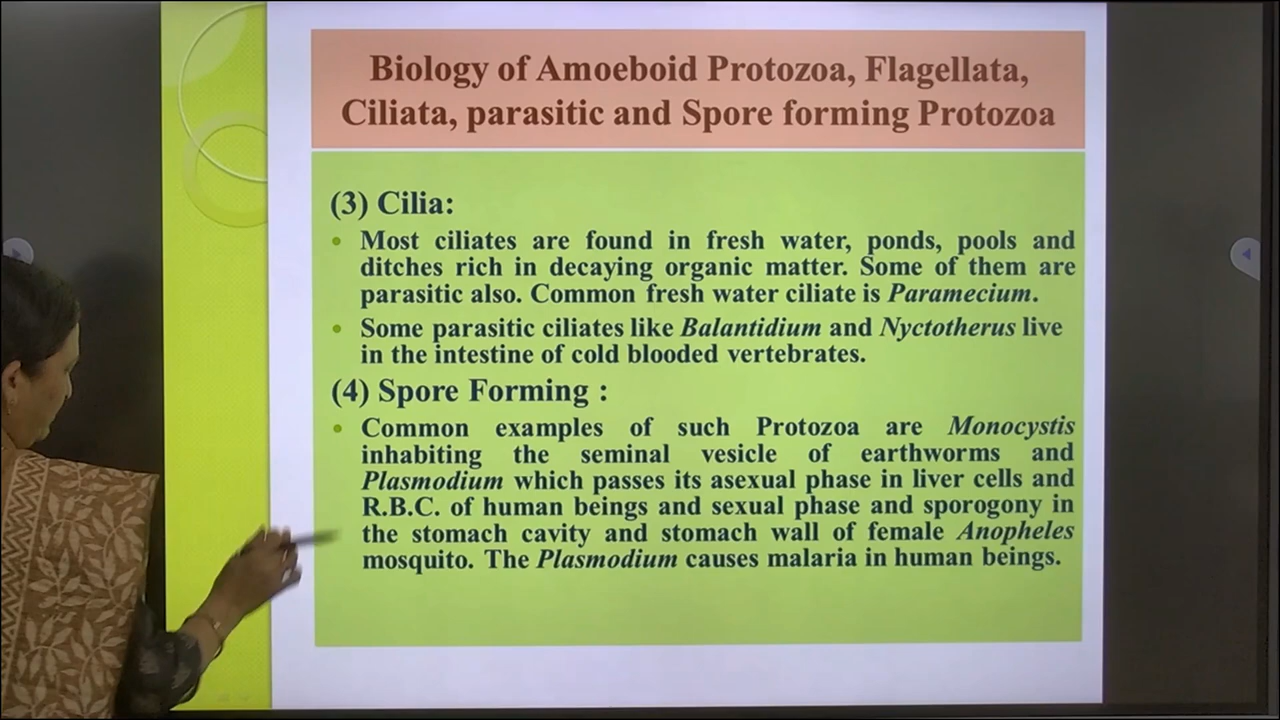 Biology of Amoeboid Protozoa, Flagellata,
Ciliata, parasitic and Spore forming Protozoa
(3) Cilia:
• Most ciliates are found in fresh water, ponds, pools and
ditches rich in decaying organic matter. Some of them are
parasitic also. Common fresh water ciliate is Paramecium.
• Some parasitic ciliates like Balantidium and Nyctotherus live
in the intestine of cold blooded vertebrates.
(4) Spore Forming :
• Common examples of such Protozoa are Monocystis
inhabiting the seminal vesicle of earthworms and
Plasmodium which passes its asexual phase in liver cells and
R.B.C. of human beings and sexual phase and sporogony in
the stomach cavity and stomach wall of female Anopheles
mosquito. The Plasmodium causes malaria in human beings.